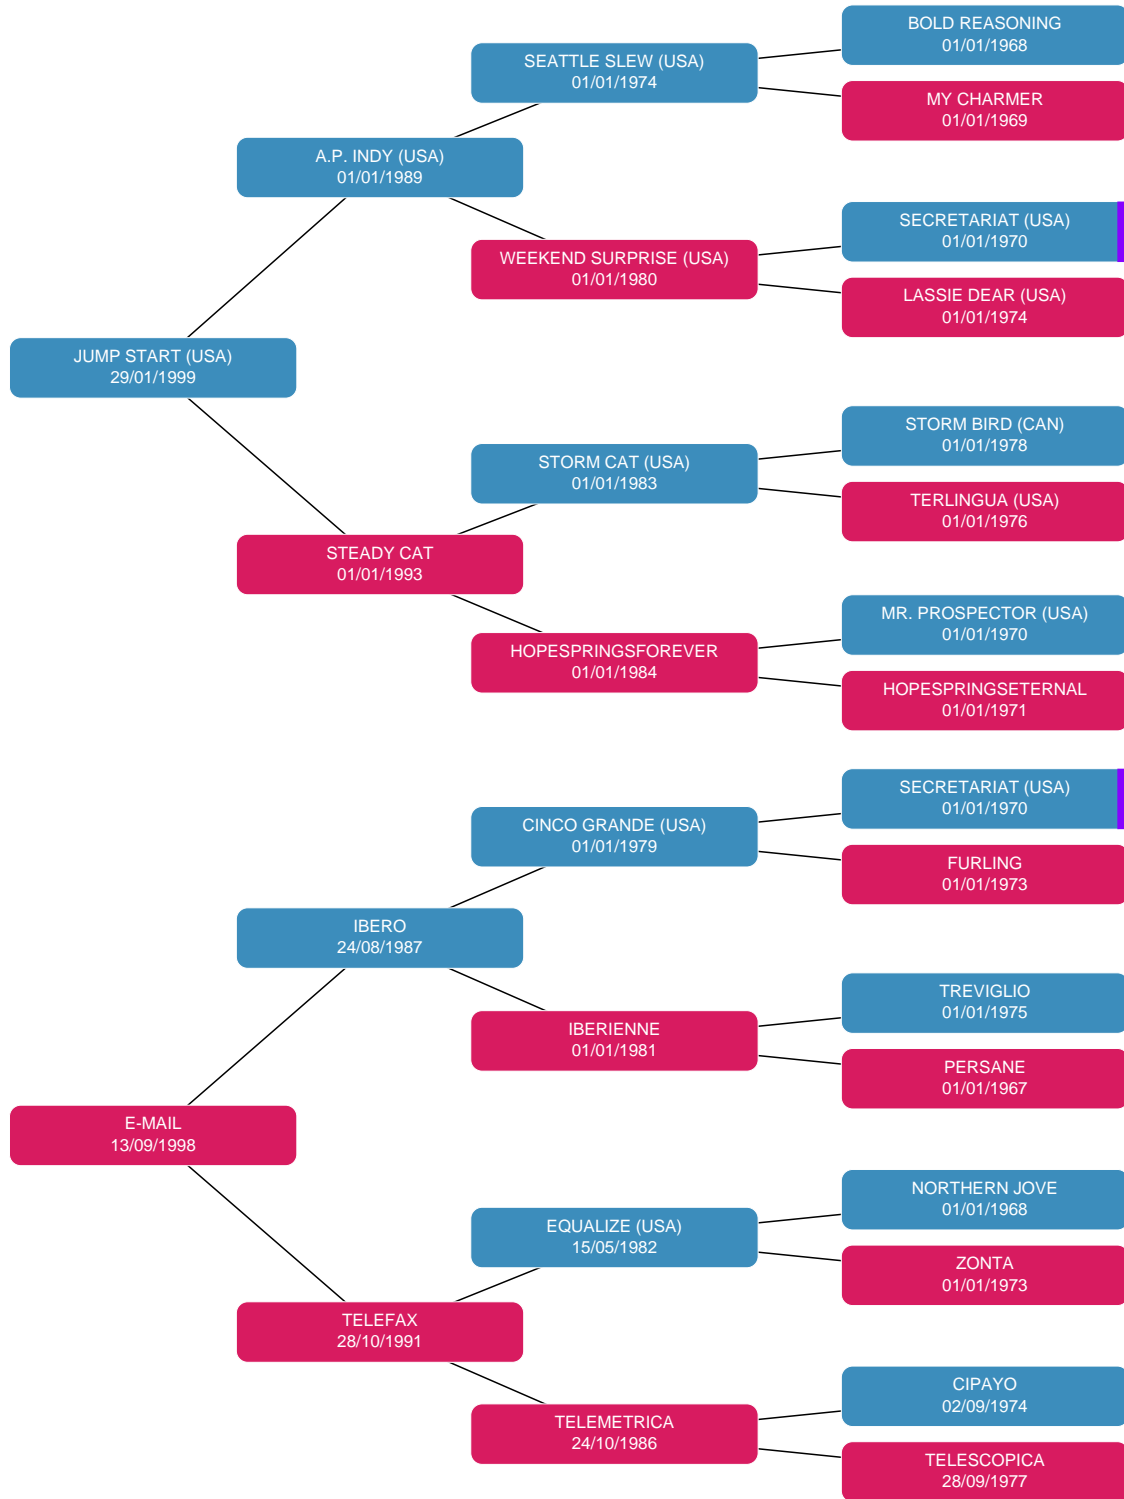 BOLD REASONING
01/01/1968
SEATTLE SLEW (USA)
01/01/1974
MY CHARMER
01/01/1969
A.P. INDY (USA)
01/01/1989
SECRETARIAT (USA)
01/01/1970
WEEKEND SURPRISE (USA)
01/01/1980
LASSIE DEAR (USA)
01/01/1974
JUMP START (USA)
29/01/1999
STORM BIRD (CAN)
01/01/1978
STORM CAT (USA)
01/01/1983
TERLINGUA (USA)
01/01/1976
STEADY CAT
01/01/1993
MR. PROSPECTOR (USA)
01/01/1970
HOPESPRINGSFOREVER
01/01/1984
HOPESPRINGSETERNAL
01/01/1971
SECRETARIAT (USA)
01/01/1970
CINCO GRANDE (USA)
01/01/1979
FURLING
01/01/1973
IBERO
24/08/1987
TREVIGLIO
01/01/1975
IBERIENNE
01/01/1981
PERSANE
01/01/1967
E-MAIL
13/09/1998
NORTHERN JOVE
01/01/1968
EQUALIZE (USA)
15/05/1982
ZONTA
01/01/1973
TELEFAX
28/10/1991
CIPAYO
02/09/1974
TELEMETRICA
24/10/1986
TELESCOPICA
28/09/1977